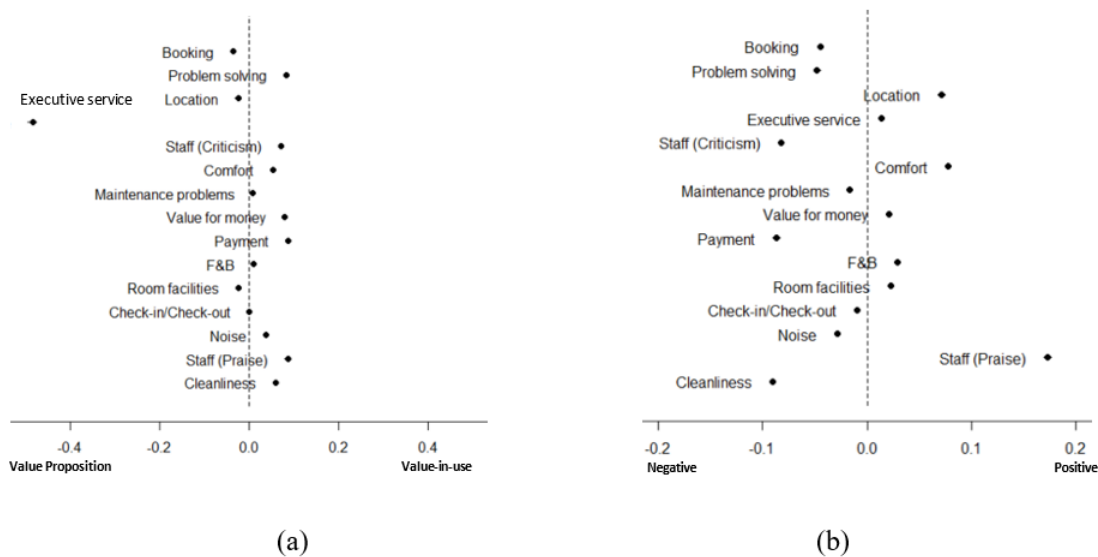 Booking
Problem solving
Location
Executive service
Staff (Criticism)
Comfort
Maintenance problems
Value for money
Payment
F&B
Room facilities
Check-in/Check-out
Noise
Staff (Praise)
Cleanliness
-0.4 0.0 0.2 0.4
Value Proposition Value-in-use
(a)
Booking
Problem solving
Location
Executive service
Staff (Criticism)
Comfort
Maintenance problems
Value for money
Payment
F&B
Room facilities
Check-in/Check-out
Noise
Staff (Praise)
Cleanliness
-0.2 -0.1 0.0 0.1 0.2
Negative Positive
(b)